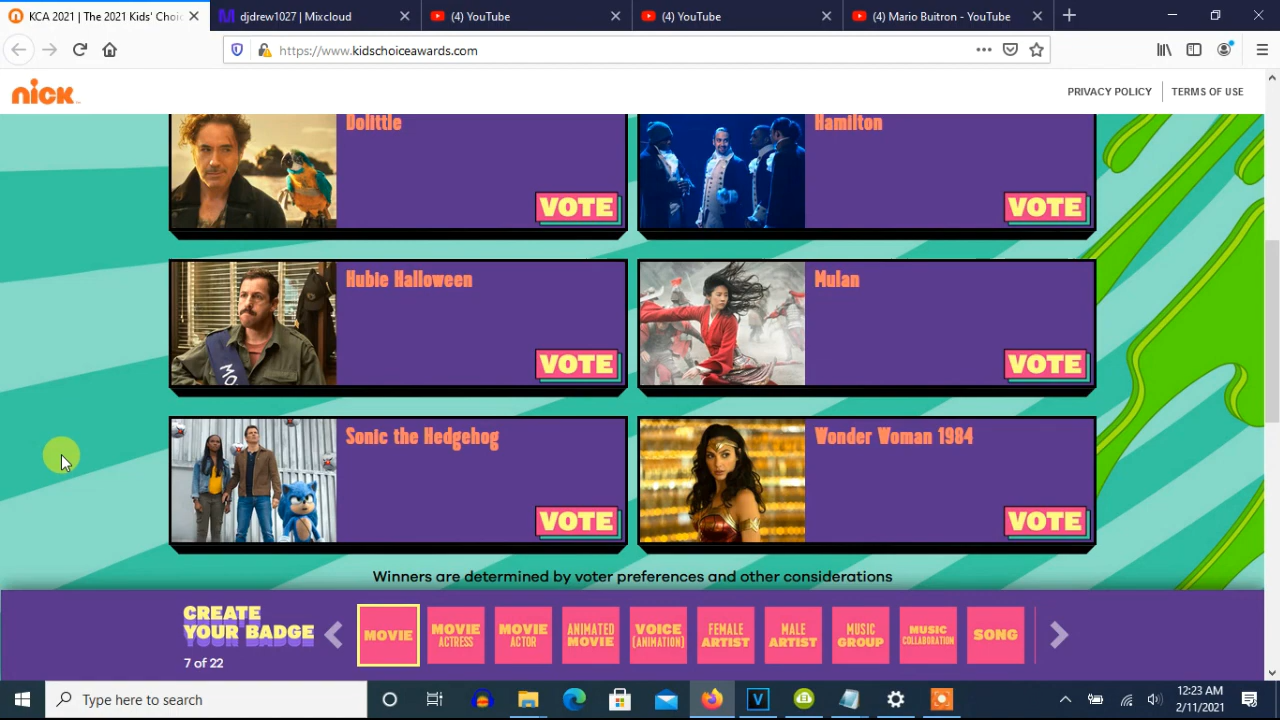 KCA 2021 | The 2021 Kids' Choi
djdrew1027 | Mixcloud
(4) YouTube
(4) YouTube
(4) Mario Buitron - YouTube
https://www.kidschoiceawards.com
nick
PRIVACY POLICY
TERMS OF USE
Dolittle
VOTE
Hamilton
VOTE
Hubie Halloween
MO
VOTE
Mulan
VOTE
Sonic the Hedgehog
VOTE
Wonder Woman 1984
VOTE
Winners are determined by voter preferences and other considerations
CREATE
YOUR BADGE
7 of 22
MOVIE
MOVIE
ACTRESS
MOVIE
ACTOR
ANIMATED
MOVIE
VOICE
(ANIMATION)
FEMALE
ARTIST
MALE
ARTIST
MUSIC
GROUP
MUSIC
COLLABORATION
SONG
Type here to search
V
12:23 AM
2/11/2021